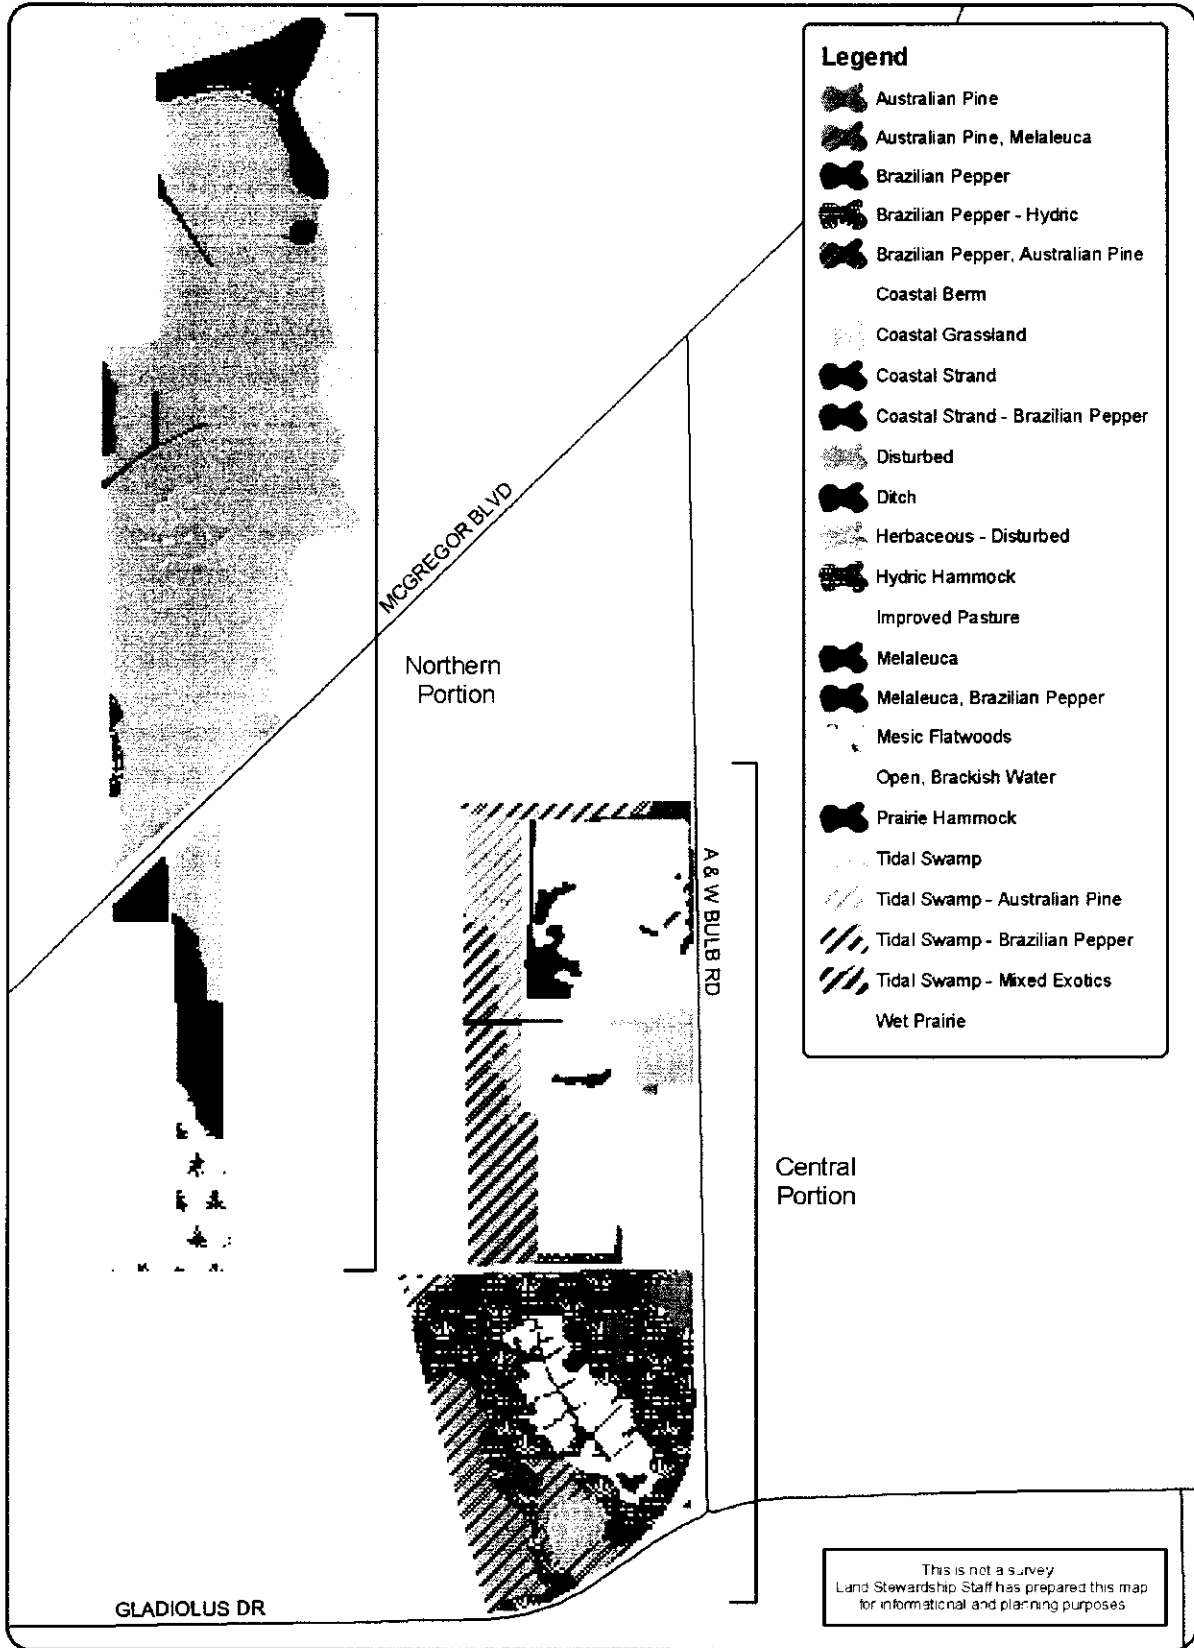 Legend
Australian Pine
Australian Pine, Melaleuca
Brazilian Pepper
Brazilian Pepper - Hydric
Brazilian Pepper, Australian Pine
Coastal Berm
Coastal Grassland
Coastal Strand
Coastal Strand - Brazilian Pepper
Disturbed
Ditch
Herbaceous - Disturbed
Hydric Hammock
Improved Pasture
Melaleuca
Melaleuca, Brazilian Pepper
Mesic Flatwoods
Open, Brackish Water
Prairie Hammock
Tidal Swamp
Tidal Swamp - Australian Pine
Tidal Swamp - Brazilian Pepper
Tidal Swamp - Mixed Exotics
Wet Prairie
MCGREGOR BLVD
Northern
Portion
A & W BULB RD
Central
Portion
GLADIOLUS DR
This is not a survey
Land Stewardship Staff has prepared this map
for informational and planning purposes